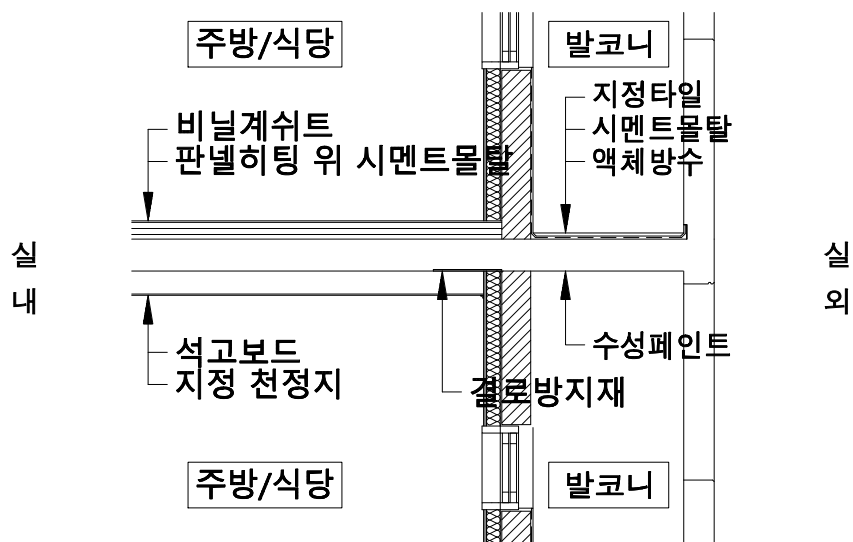 주방/식당
발코니
지정타일
비닐계쉬트
시멘트몰탈
판넬히팅 위 시멘트몰탈
액체방수
실
내
실
외
석고보드
지정 천정지
수성페인트
결로방지재
주방/식당
발코니